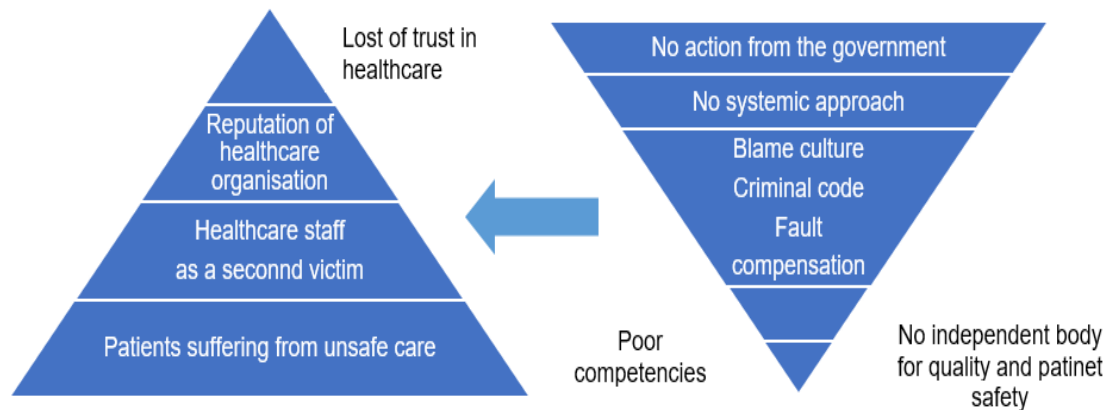 Lost of trust in
healthcare
Reputation of
healthcare
organisation
Healthcare staff
as a seconnd victim
Patients suffering from unsafe care
No action from the government
No systemic approach
Blame culture
Criminal code
Fault
compensation
Poor
competencies
No independent body
for quality and patinet
safety